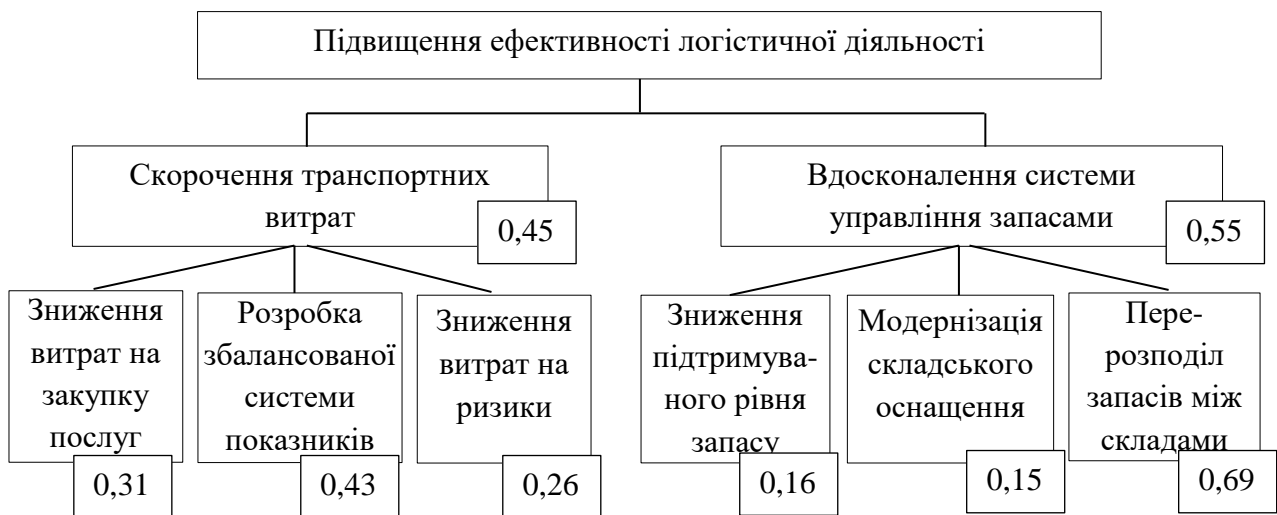 Підвищення ефективності логістичної діяльності
Скорочення транспортних
витрат
0,45
Вдосконалення системи
управління запасами
0,55
Зниження
витрат на
закупку
послуг
0,31
Розробка
збалансованої
системи
показників
0,43
Зниження
витрат на
ризики
0,26
Зниження
підтримува-
ного рівня
запасу
0,16
Модернізація
складського
оснащення
0,15
Пере-
розподіл
запасів між
складами
0,69